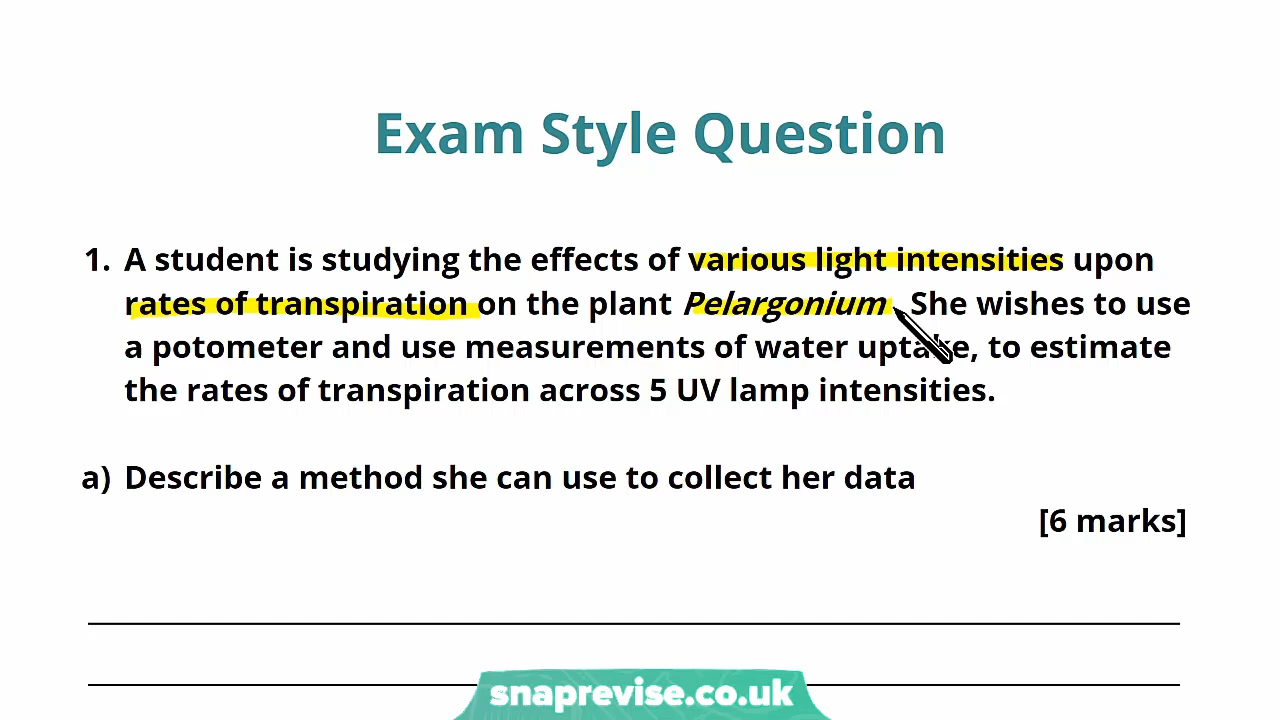 Exam Style Question
1. A student is studying the effects of various light intensities upon
rates of transpiration on the plant Pelargonium. She wishes to use
a potometer and use measurements of water uptake, to estimate
the rates of transpiration across 5 UV lamp intensities.
a) Describe a method she can use to collect her data
[6 marks]
snaprevise.co.uk